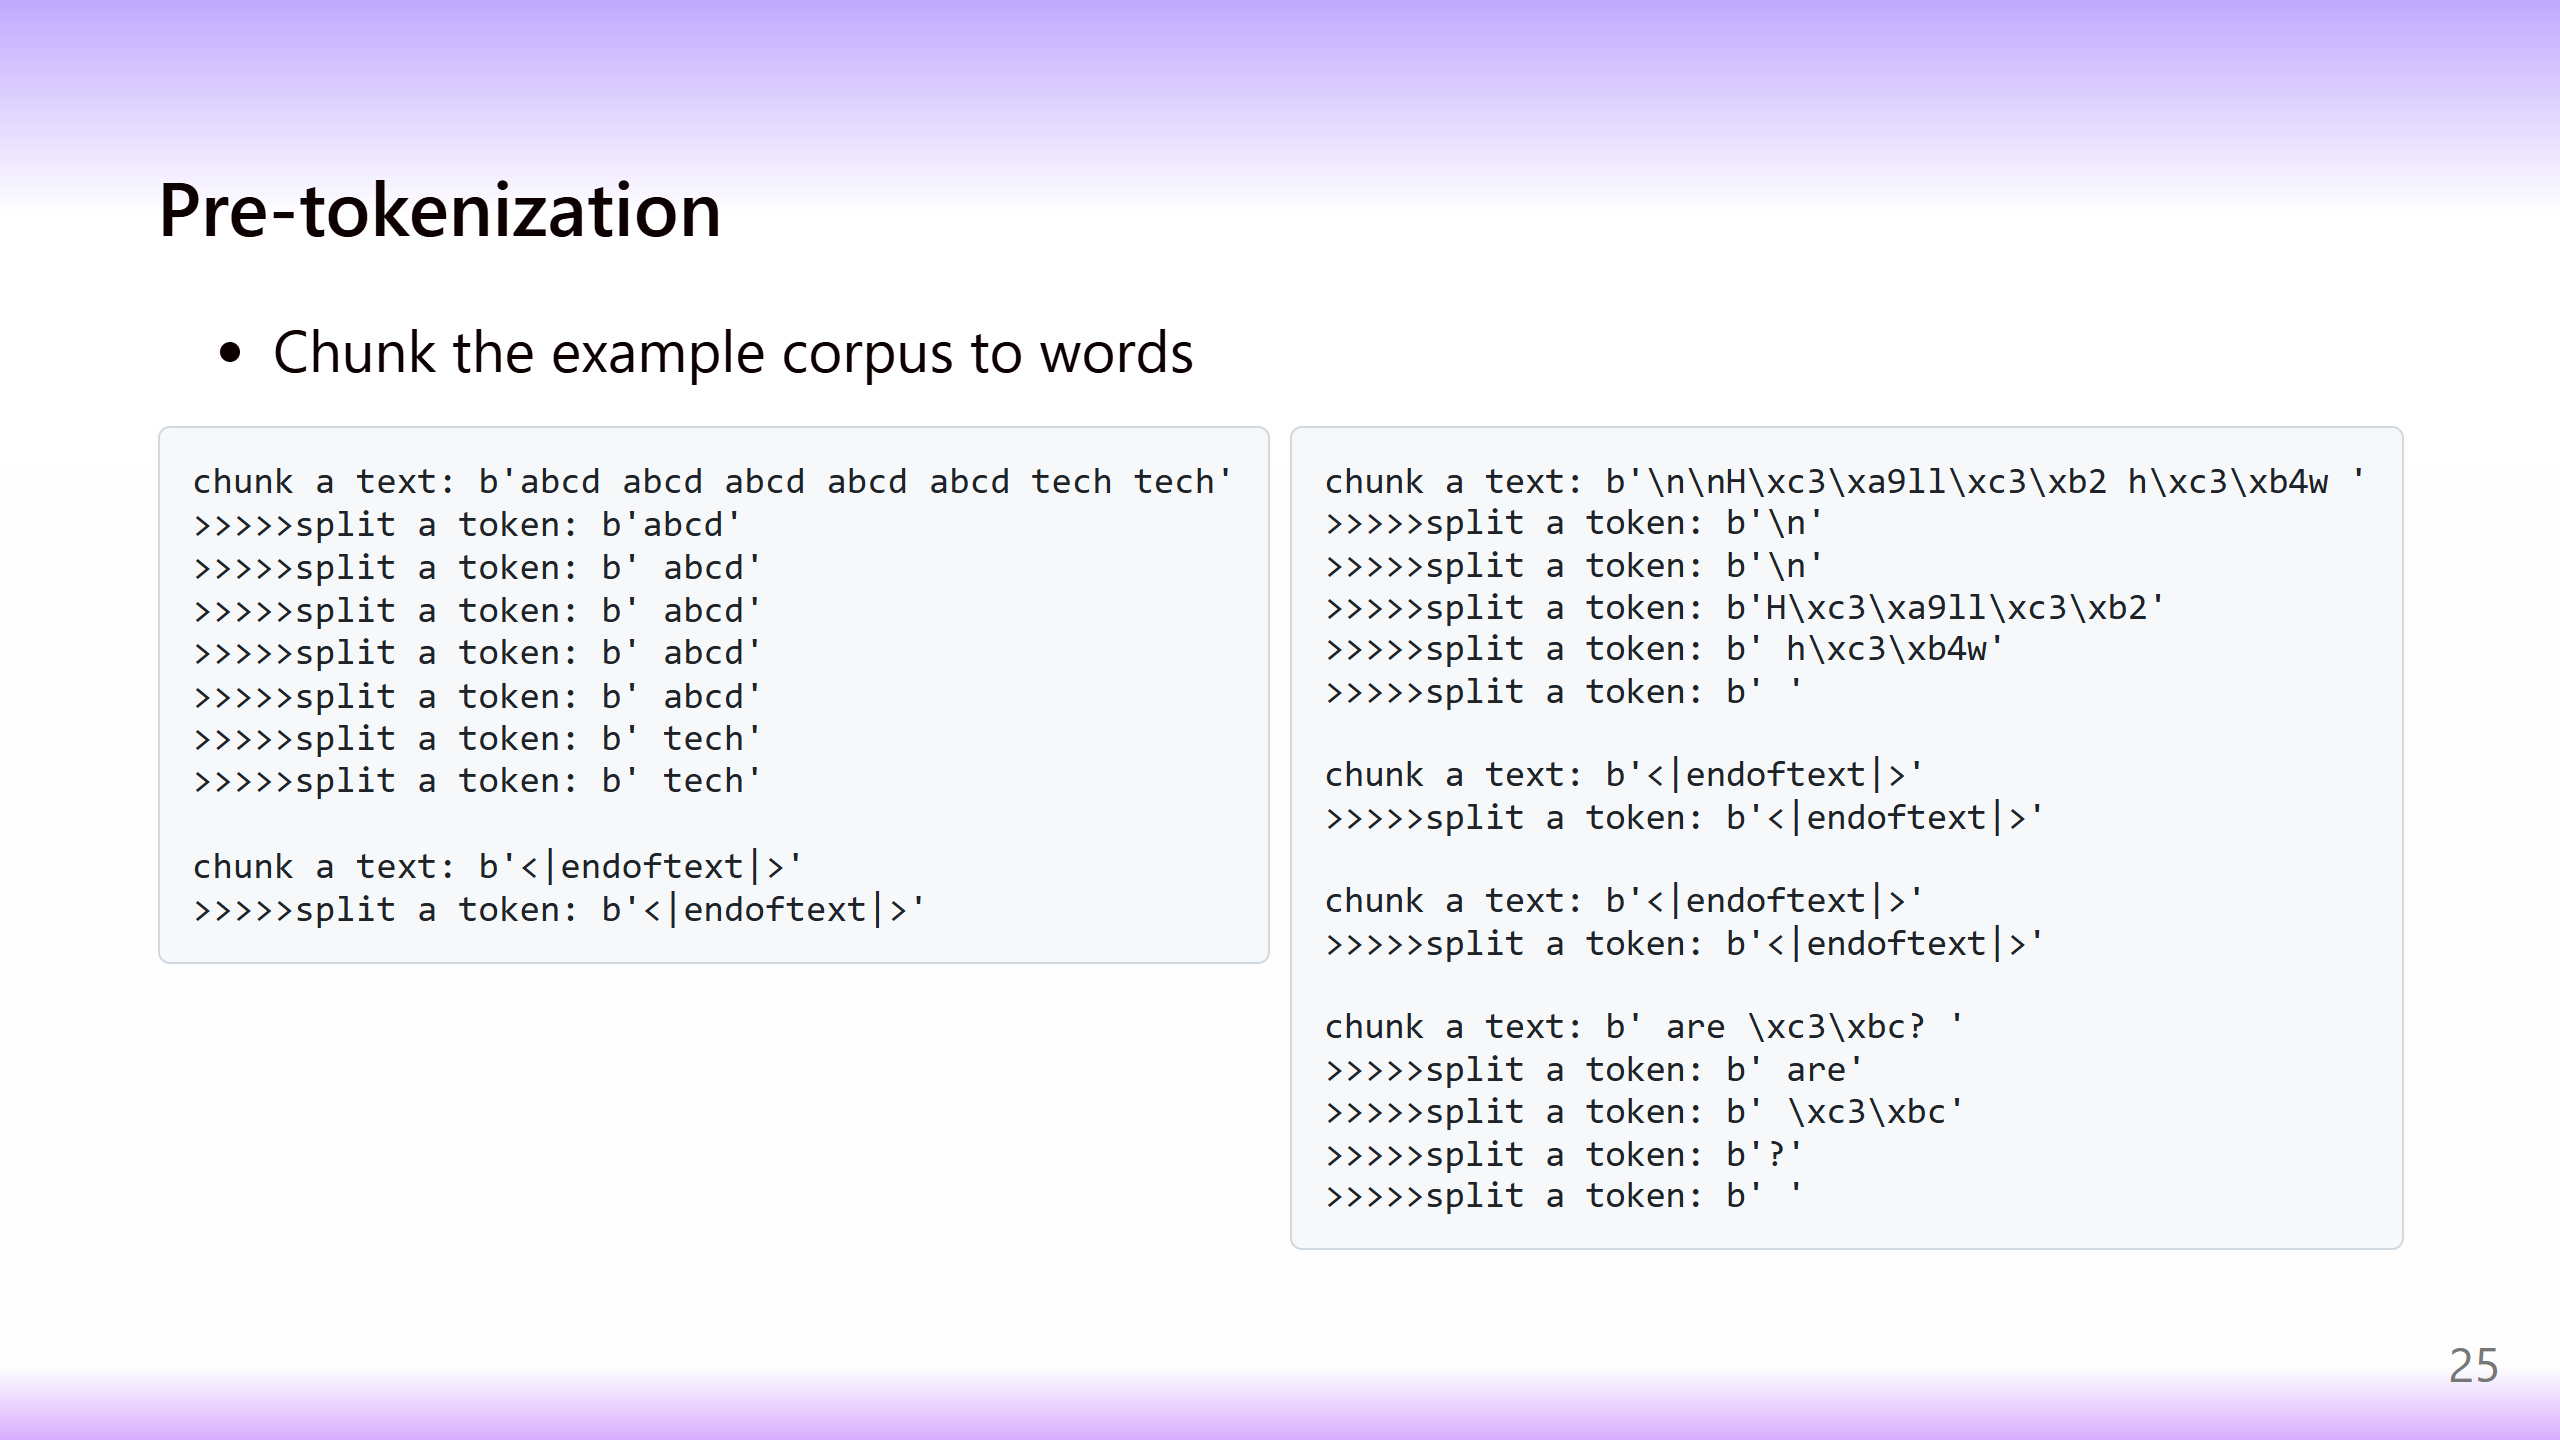 Pre-tokenization
• Chunk the example corpus to words
chunk a text: b'abcd abcd abcd abcd abcd tech tech'
>>>>>split a token: b'abcd'
>>>>>split a token: b' abcd'
>>>>>split a token: b' abcd'
>>>>>split a token: b' abcd'
>>>>>split a token: b' abcd'
>>>>>split a token: b' tech'
>>>>>split a token: b' tech'

chunk a text: b'<|endoftext|>'
>>>>>split a token: b'<|endoftext|>'

chunk a text: b'\n\nH\xc3\xa9ll\xc3\xb2 h\xc3\xb4w '
>>>>>split a token: b'\n'
>>>>>split a token: b'\n'
>>>>>split a token: b'H\xc3\xa9ll\xc3\xb2'
>>>>>split a token: b' h\xc3\xb4w'
>>>>>split a token: b' '

chunk a text: b'<|endoftext|>'
>>>>>split a token: b'<|endoftext|>'

chunk a text: b'<|endoftext|>'
>>>>>split a token: b'<|endoftext|>'

chunk a text: b' are \xc3\xbc? '
>>>>>split a token: b' are'
>>>>>split a token: b' \xc3\xbc'
>>>>>split a token: b'?'
>>>>>split a token: b' '
25